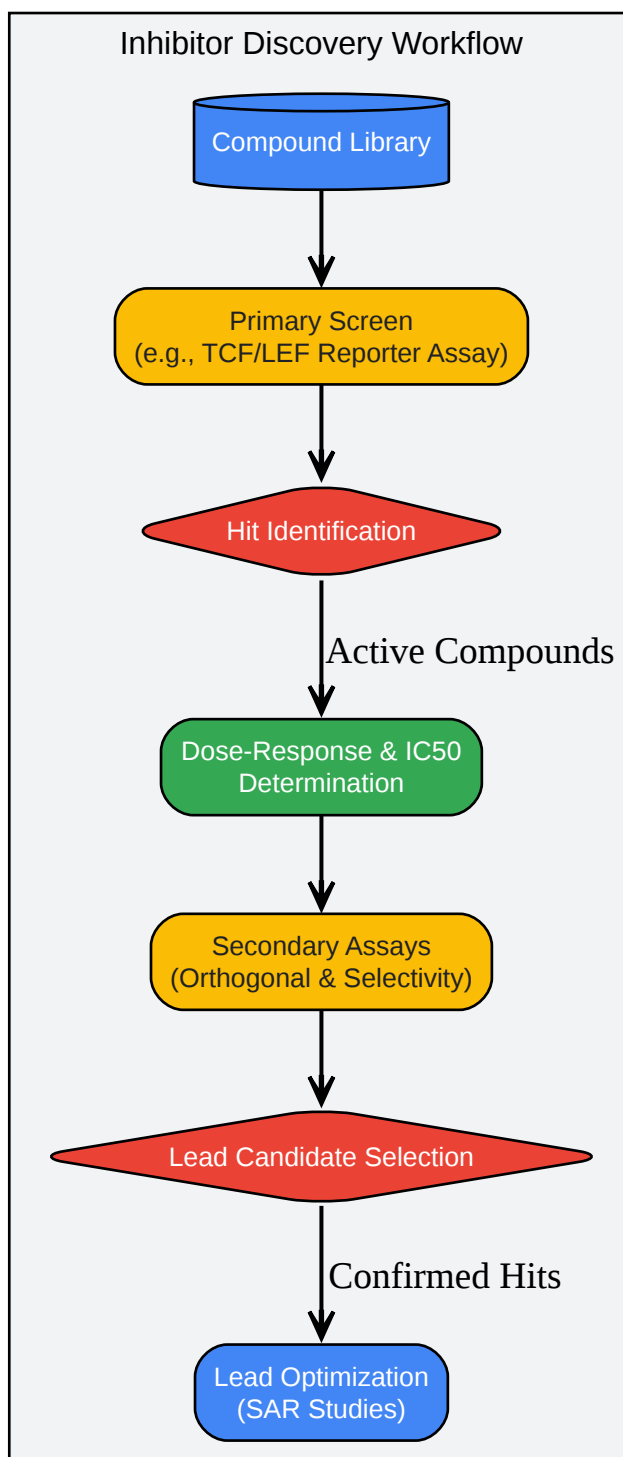 Inhibitor Discovery Workflow
Compound Library
Primary Screen
(e.g., TCF/LEF Reporter Assay)
Hit Identification
Active Compounds
Dose-Response & IC50
Determination
Secondary Assays
(Orthogonal & Selectivity)
Lead Candidate Selection
Confirmed Hits
Lead Optimization
(SAR Studies)